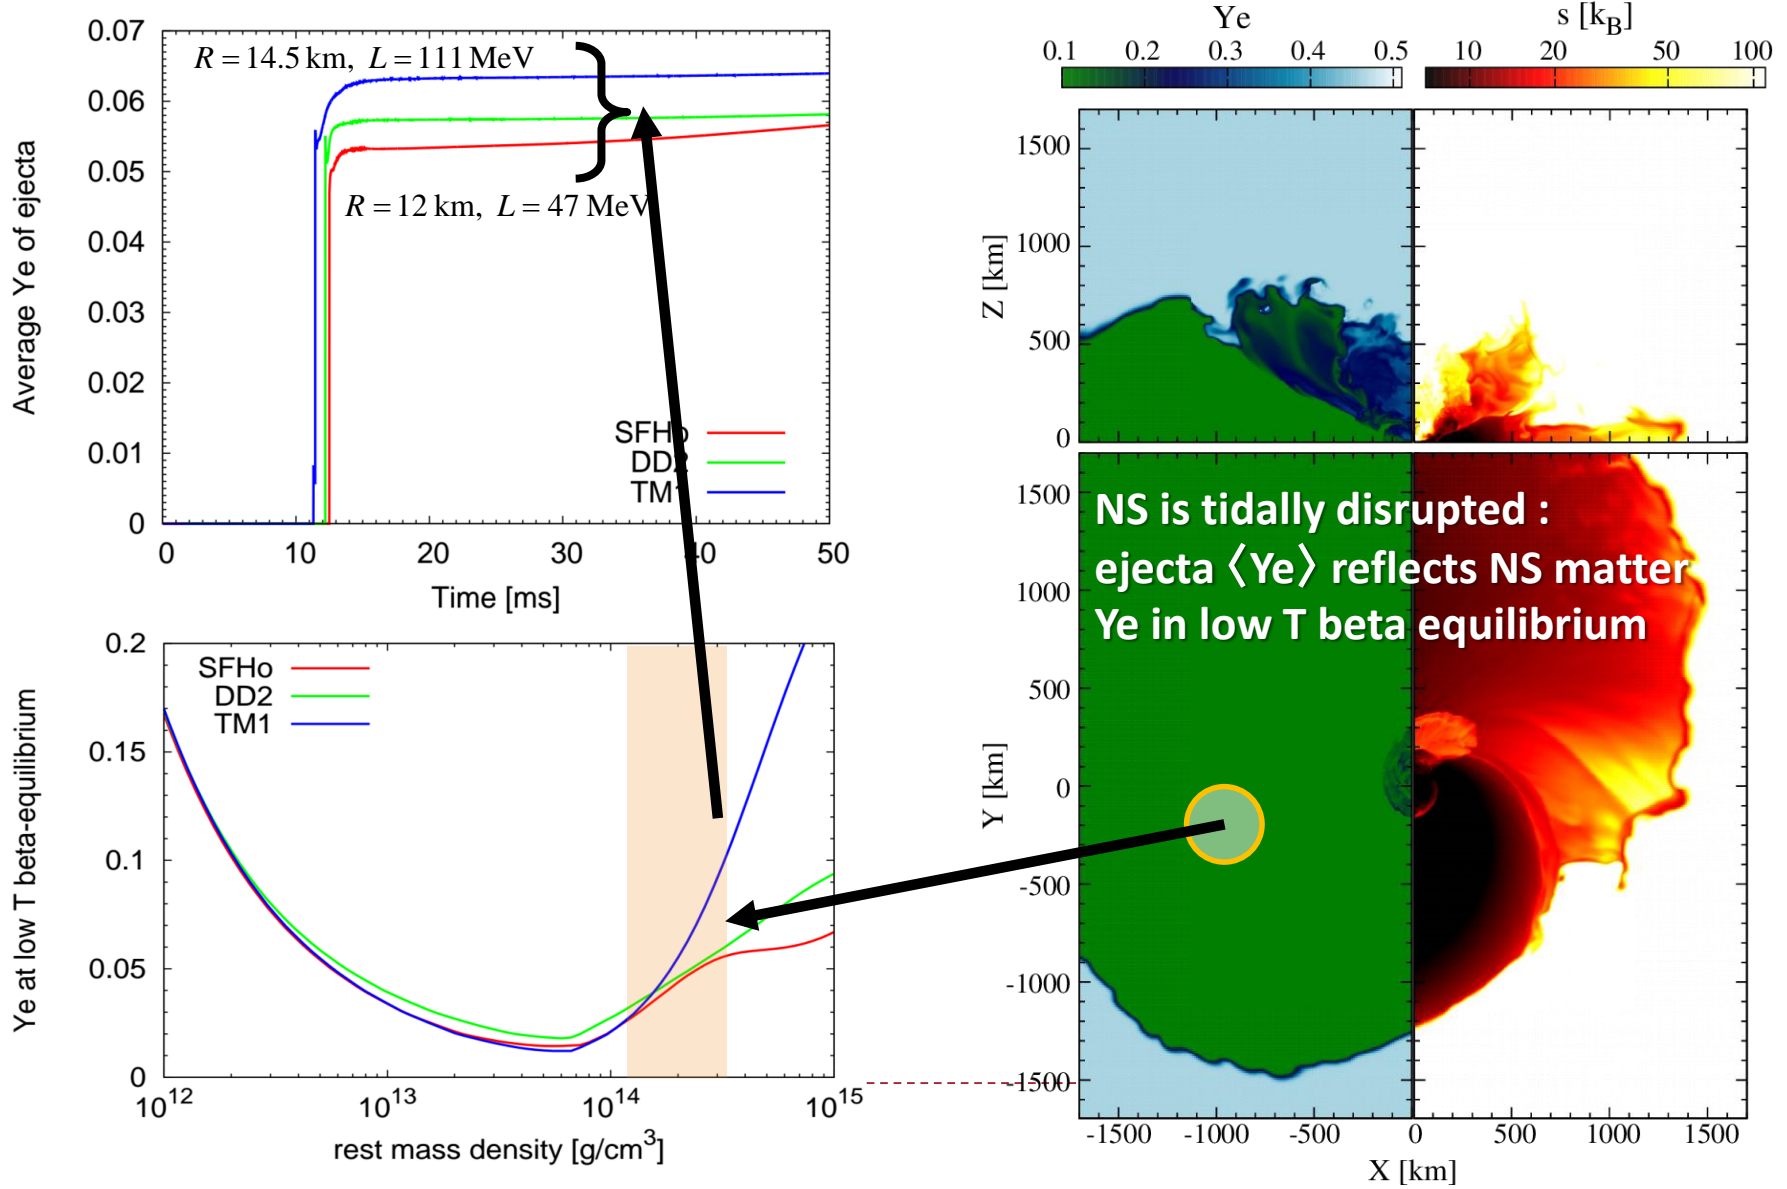 0.07
0.06
0.05
0.04
0.03
0.02
0.01
0
Average Ye of ejecta
R = 14.5 km, L = 111 MeV
R = 12 km, L = 47 MeV
SFHo
DD2
TM1
0 10 20 30 40 50
Time [ms]
0.2
0.15
0.1
0.05
0
Ye at low T beta-equilibrium
SFHo
DD2
TM1
10^12 10^13 10^14 10^15
rest mass density [g/cm^3]
Ye
0.1 0.2 0.3 0.4 0.5
s [k_B]
10 20 50 100
1500
1000
500
0
Z [km]
1500
1000
500
0
-500
-1000
-1500
Y [km]
NS is tidally disrupted :
ejecta〈Ye〉reflects NS matter
Ye in low T beta equilibrium
-1500 -1000 -500 0 500 1000 1500
X [km]